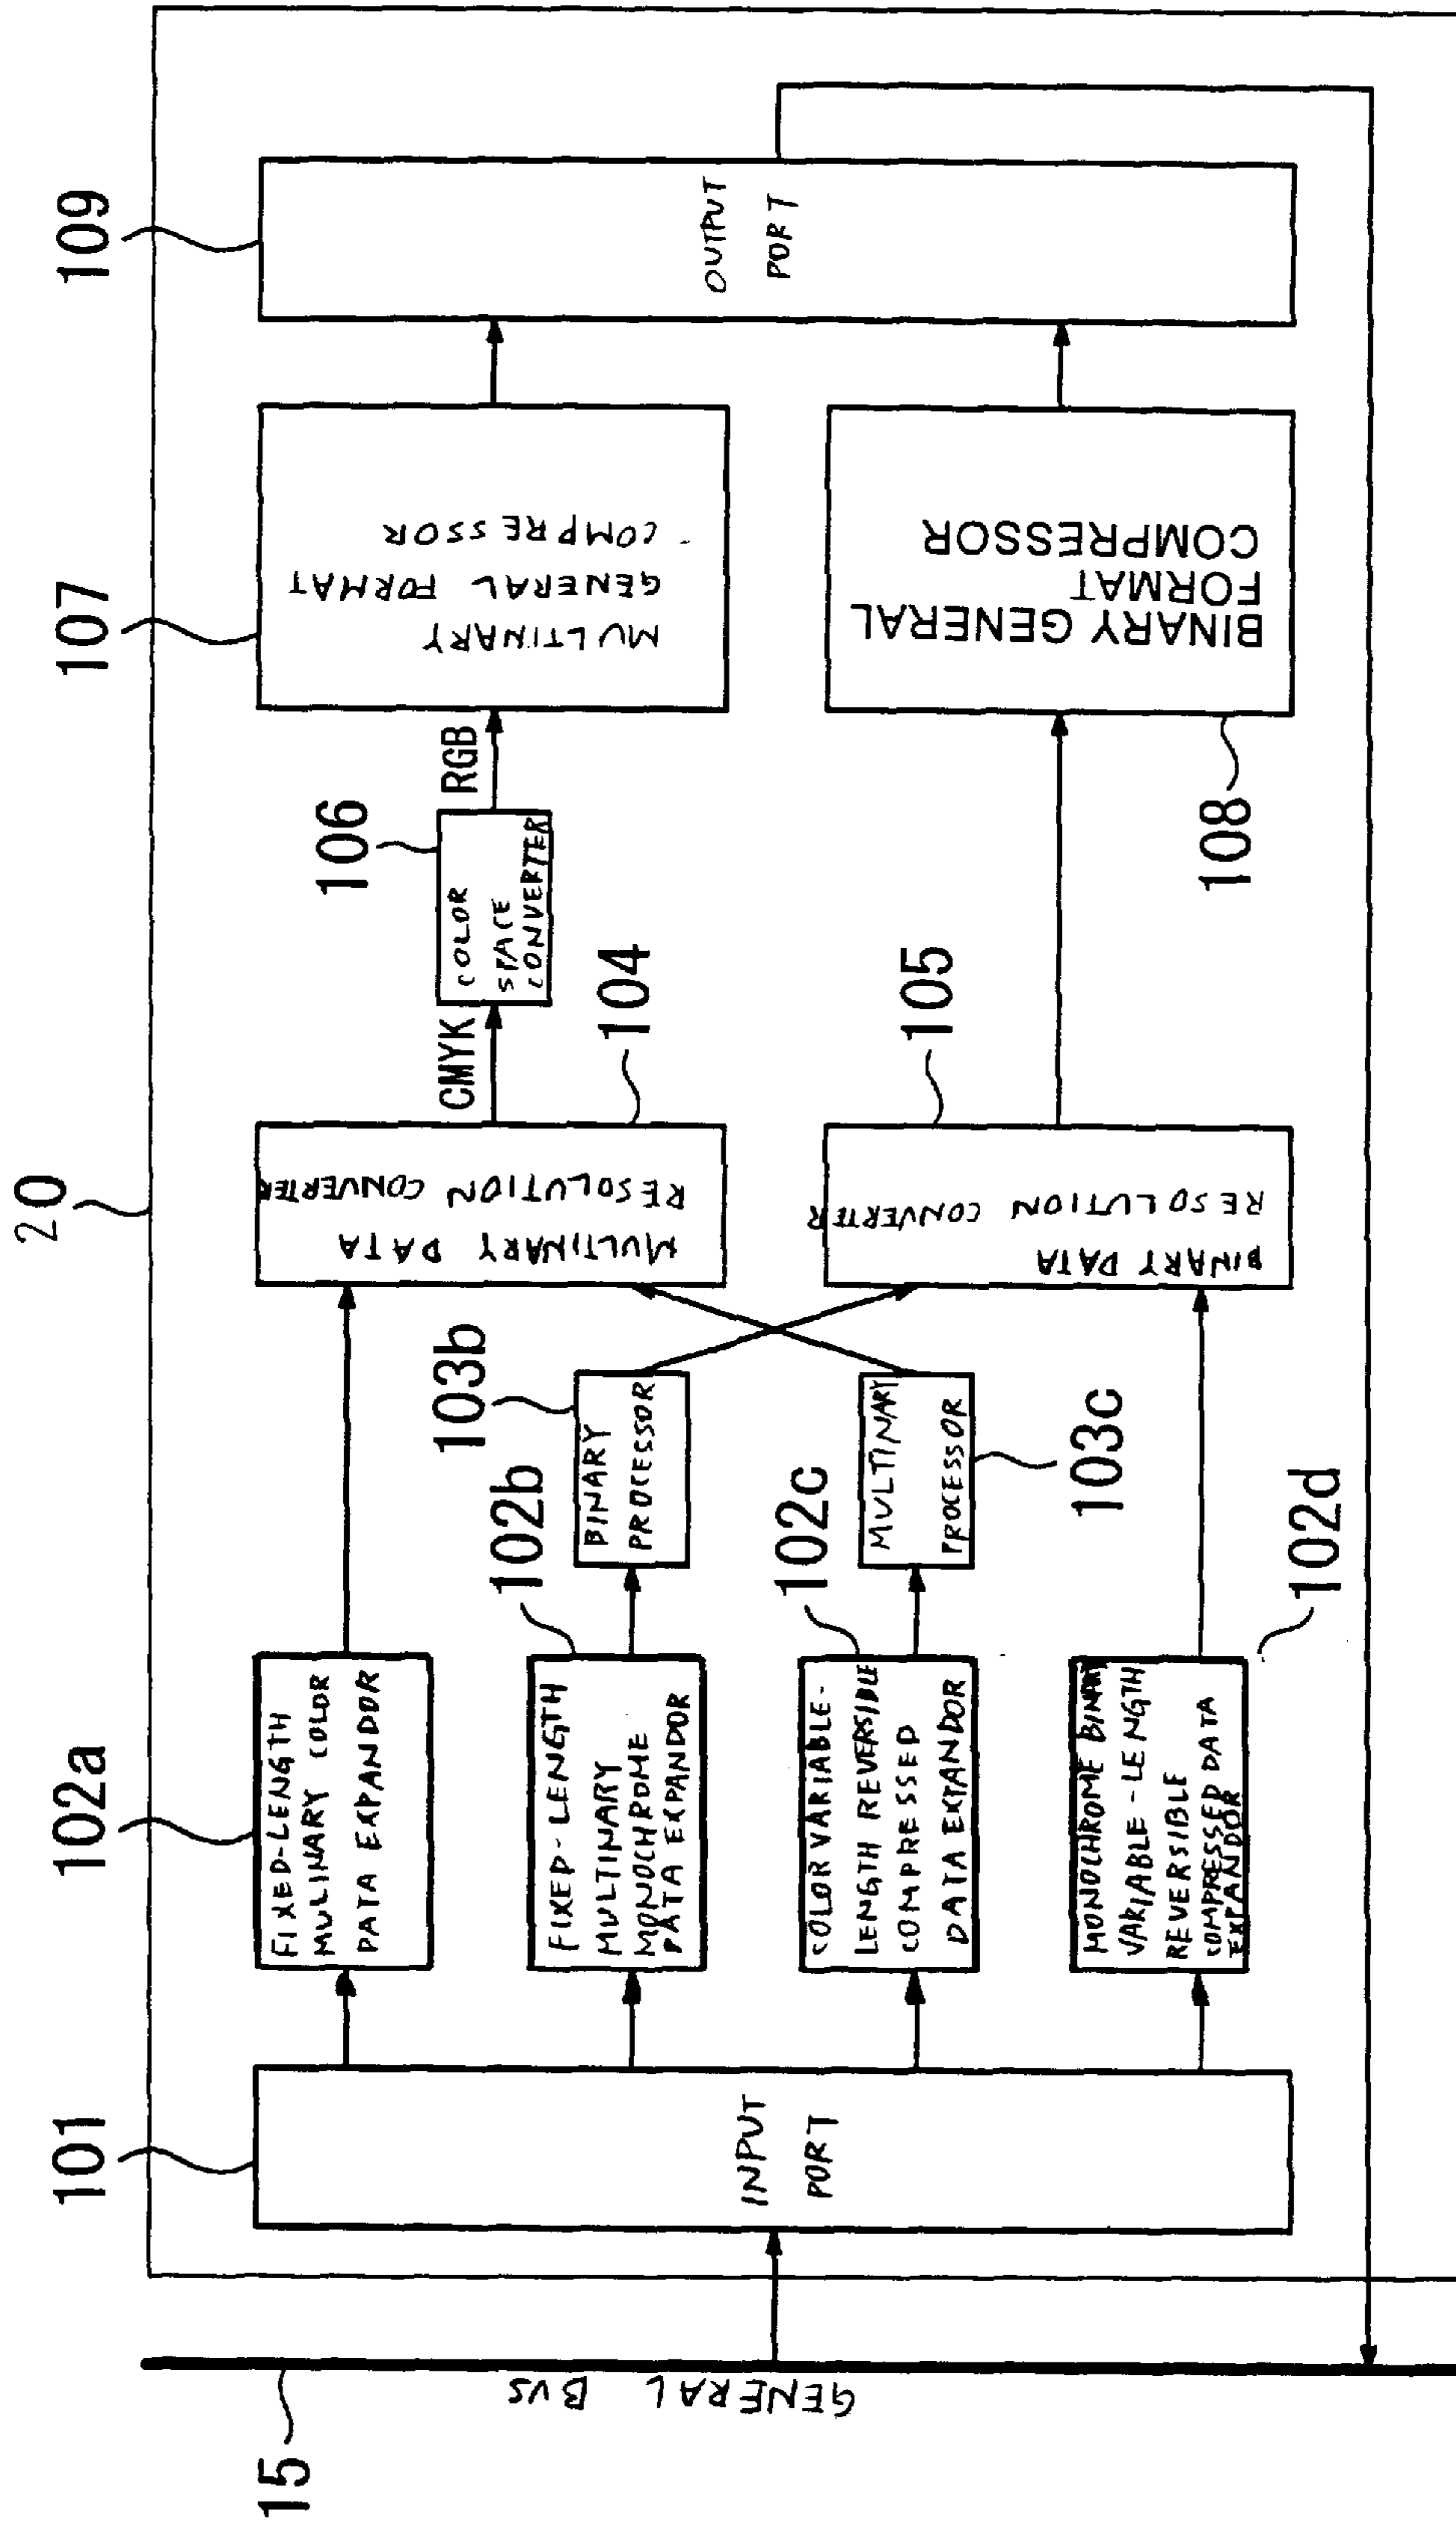 20
15
GENERAL BUS
101
INPUT
PORT
102a
FIXED-LENGTH
MULINARY COLOR
DATA EXPANDOR
102b
FIXED-LENGTH
MULTINARY
MONOCHROME
DATA EXPANDOR
102c
COLOR VARIABLE-
LENGTH REVERSIBLE
COMPRESSED
DATA EXPANDOR
102d
MONOCHROME BINARY
VARIABLE-LENGTH
REVERSIBLE
COMPRESSED DATA
EXPANDOR
103b
BINARY
PROCESSOR
103c
MULTINARY
PROCESSOR
104
MULTINARY DATA
RESOLUTION CONVERTER
105
BINARY DATA
RESOLUTION CONVERTER
CMYK
106
COLOR
SPACE
CONVERTER
RGB
107
MULTINARY
GENERAL FORMAT
COMPRESSOR
108
BINARY GENERAL
FORMAT
COMPRESSOR
109
OUTPUT
PORT